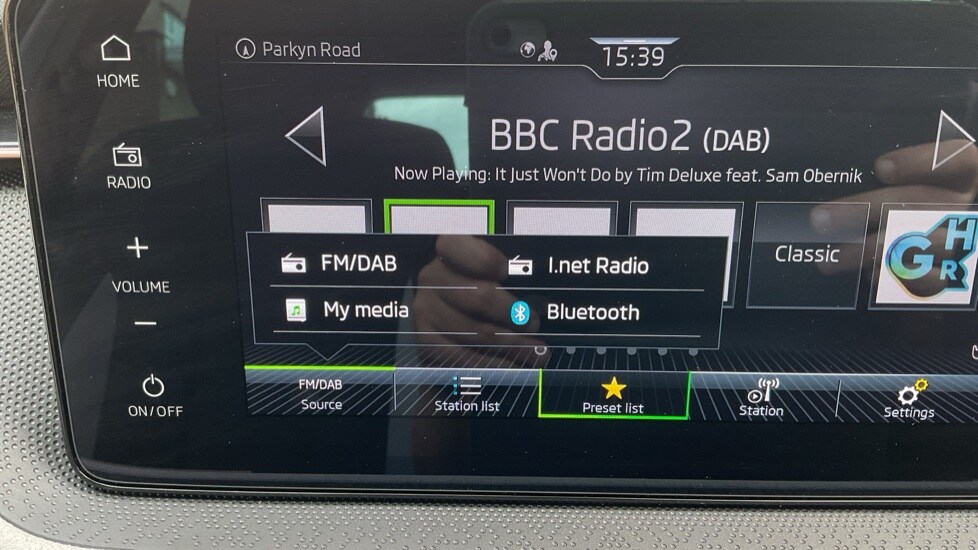 HOME
RADIO
VOLUME
ON/OFF
Parkyn Road
15:39
BBC Radio2 (DAB)
Now Playing: It Just Won't Do by Tim Deluxe feat. Sam Obernik
Classic
GHR
FM/DAB
I.net Radio
My media
Bluetooth
FM/DAB
Source
Station list
Preset list
Station
Settings